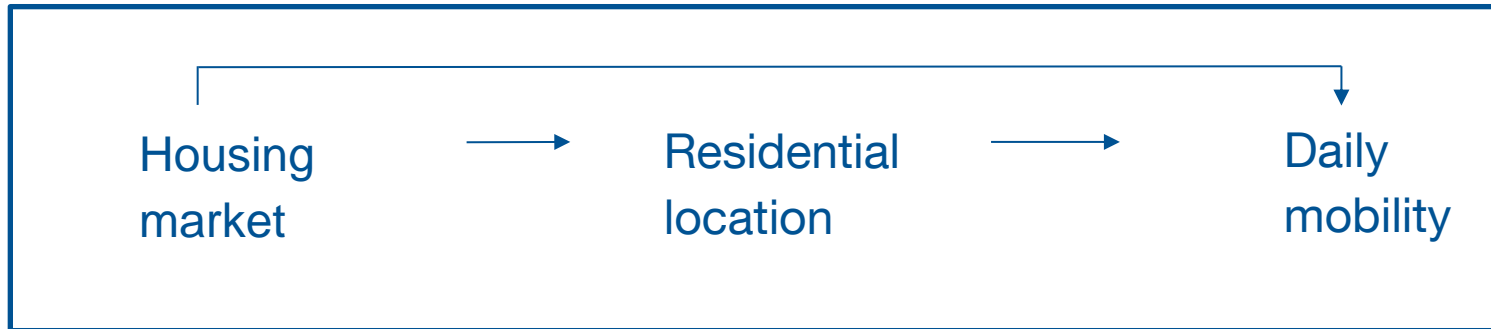 Housing
market
Residential
location
Daily
mobility